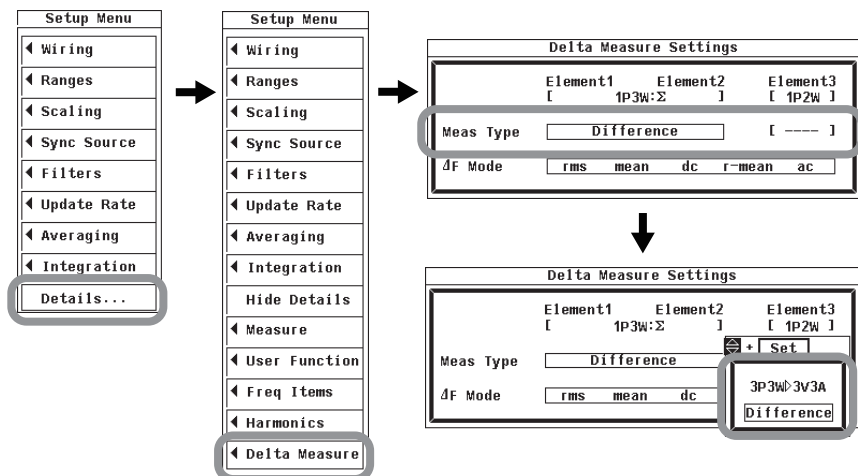 Setup Menu
Wiring
Ranges
Scaling
Sync Source
Filters
Update Rate
Averaging
Integration
Details...
Setup Menu
Wiring
Ranges
Scaling
Sync Source
Filters
Update Rate
Averaging
Integration
Hide Details
Measure
User Function
Freq Items
Harmonics
Delta Measure
Delta Measure Settings
Element1 Element2 Element3
[ 1P3W:Σ ] [ 1P2W ]
Meas Type Difference [ ---- ]
ΔF Mode rms mean dc r-mean ac
Delta Measure Settings
Element1 Element2 Element3
[ 1P3W:Σ ] [ 1P2W ]
+ Set
Meas Type Difference
3P3W▷3V3A
ΔF Mode rms mean dc
Difference